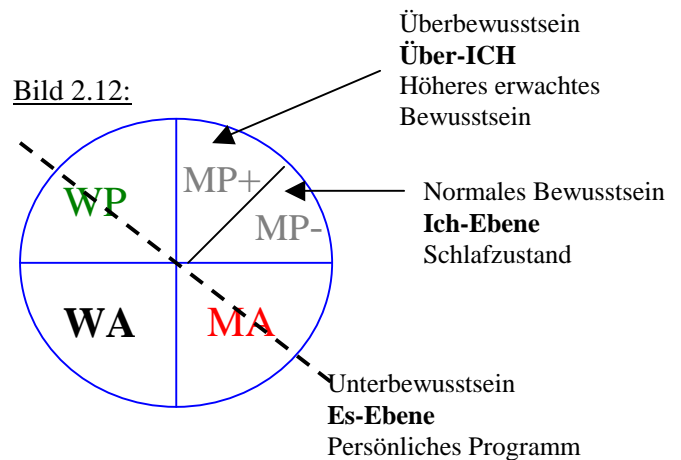 Überbewusstsein
Über-ICH
Höheres erwachtes
Bewusstsein
Bild 2.12:
MP+
WP
MP-
Normales Bewusstsein
Ich-Ebene
Schlafzustand
WA
MA
Unterbewusstsein
Es-Ebene
Persönliches Programm